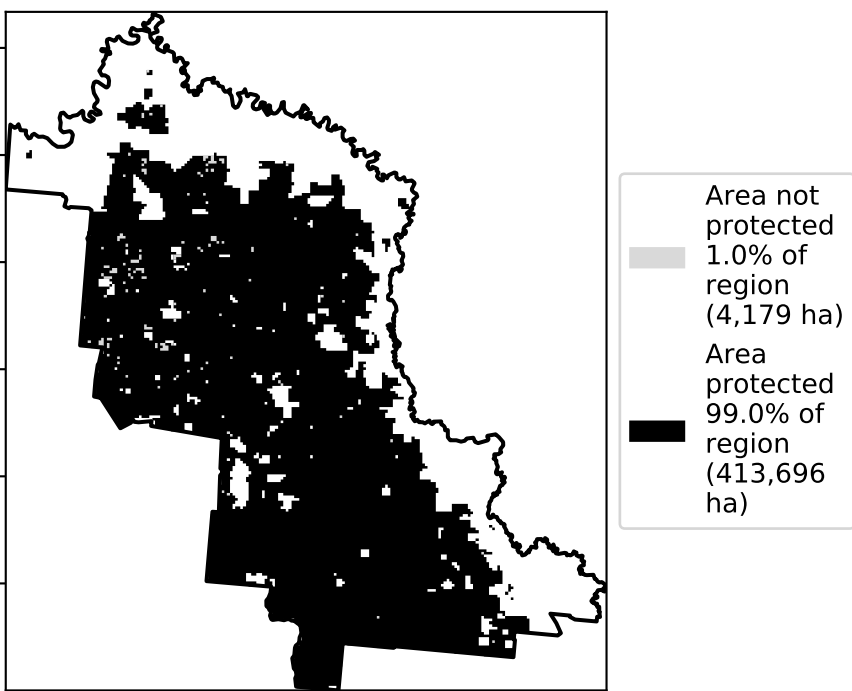 Area not
protected
1.0% of
region
(4,179 ha)
Area
protected
99.0% of
region
(413,696
ha)